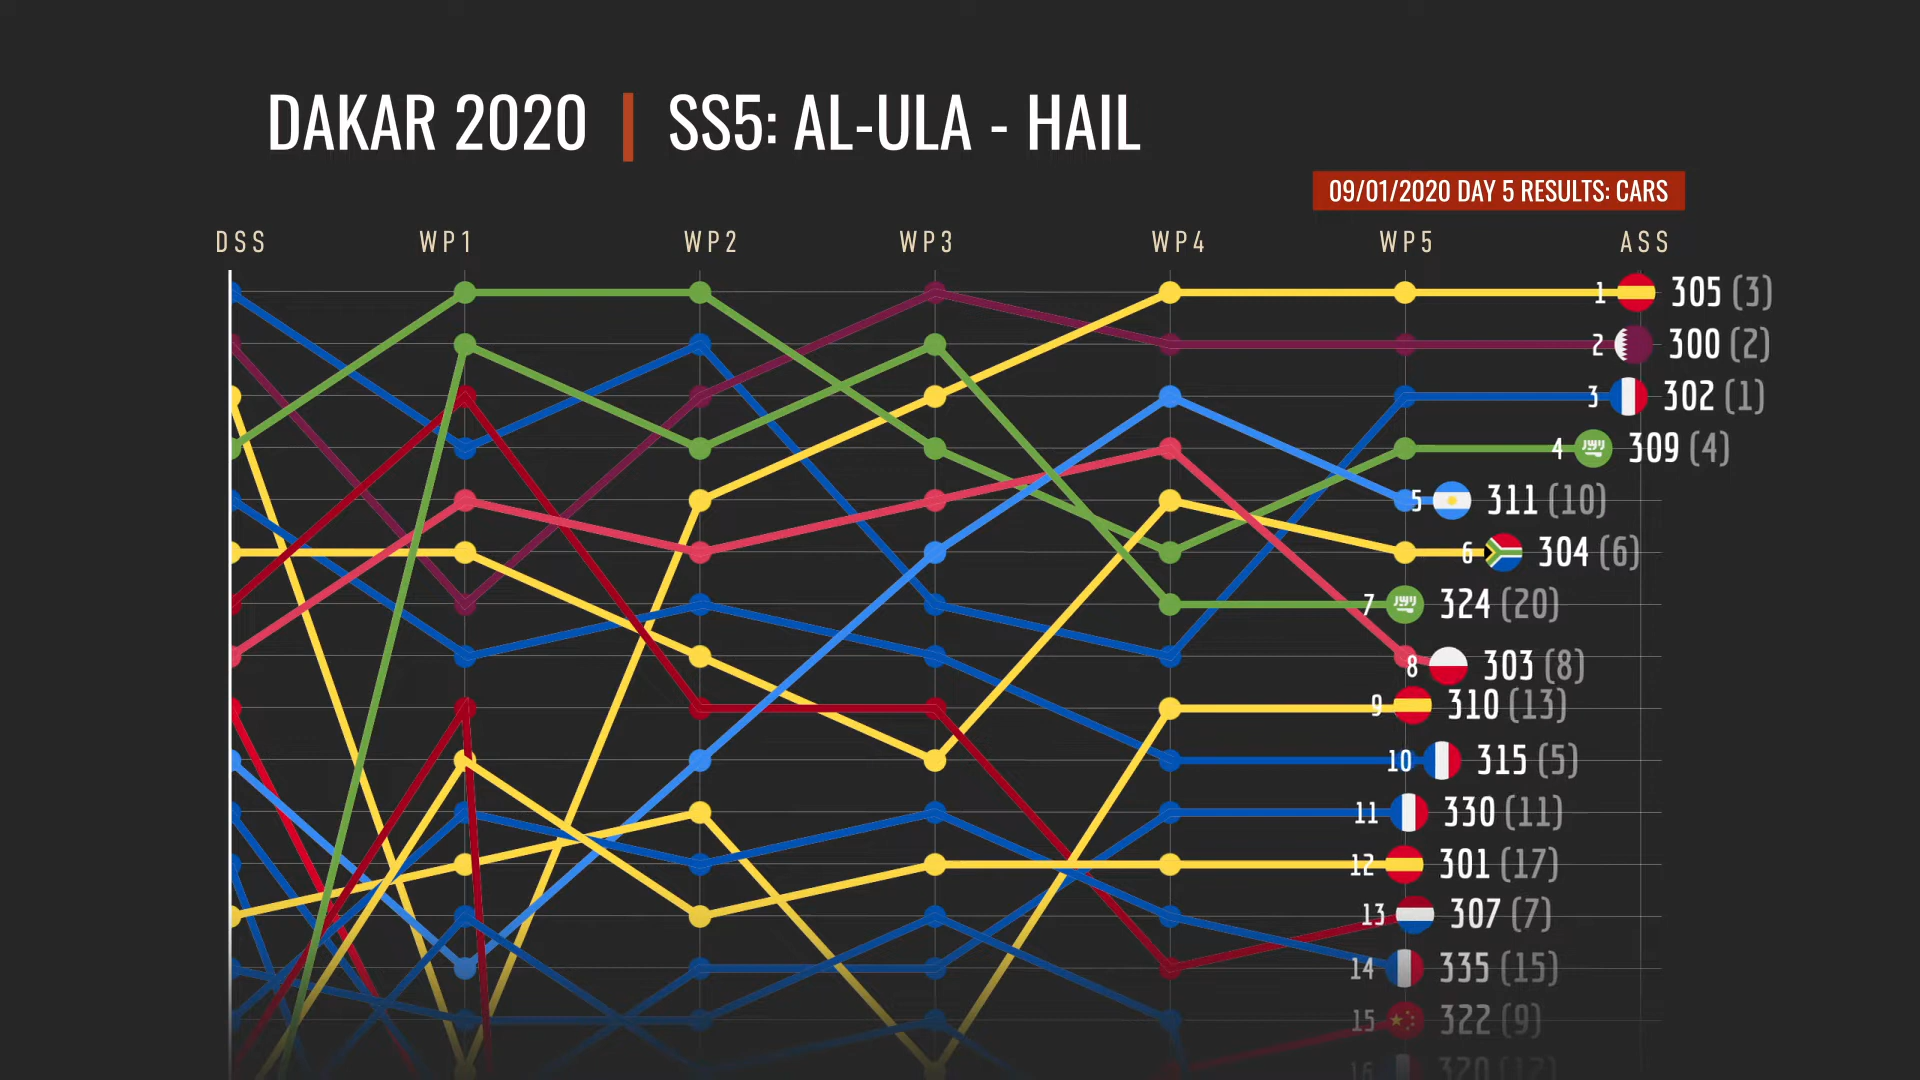 DAKAR 2020 | SS5: AL-ULA - HAIL
09/01/2020 DAY 5 RESULTS: CARS
DSS WP1 WP2 WP3 WP4 WP5 ASS
1 305 (3)
2 300 (2)
3 302 (1)
4 309 (4)
5 311 (10)
6 304 (6)
7 324 (20)
8 303 (8)
9 310 (13)
10 315 (5)
11 330 (11)
12 301 (17)
13 307 (7)
14 335 (15)
15 322 (9)
16 320 (12)